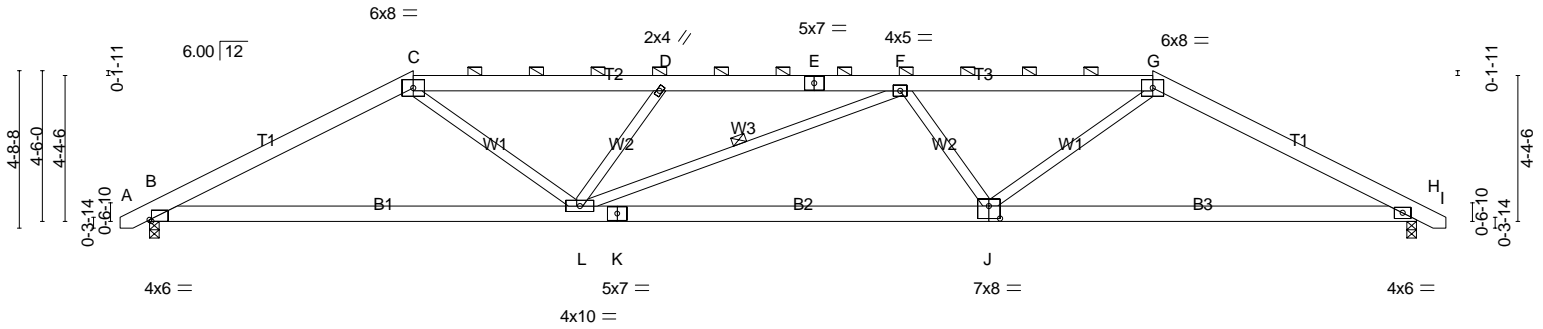 6x8 =
5x7 =
2x4 //
4x5 =
6x8 =
6.00 12
C
D
E
F
G
0-1-11
0-1-11
T2
T3
4-8-8
4-6-0
4-4-6
T1
W1
W2
W3
W2
W1
T1
4-4-6
A
B
H
I
0-3-14
0-6-10
B1
B2
B3
0-6-10
0-3-14
L
K
J
4x6 =
5x7 =
7x8 =
4x6 =
4x10 =